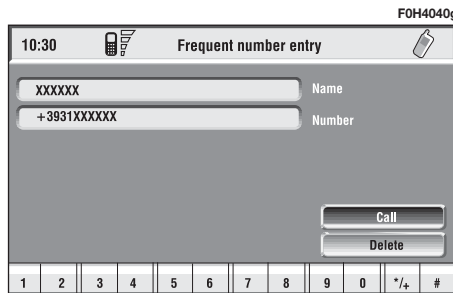 F0H4040g
10:30 Frequent number entry
XXXXXX Name
+3931XXXXXX Number
Call
Delete
1 2 3 4 5 6 7 8 9 0 */+ #